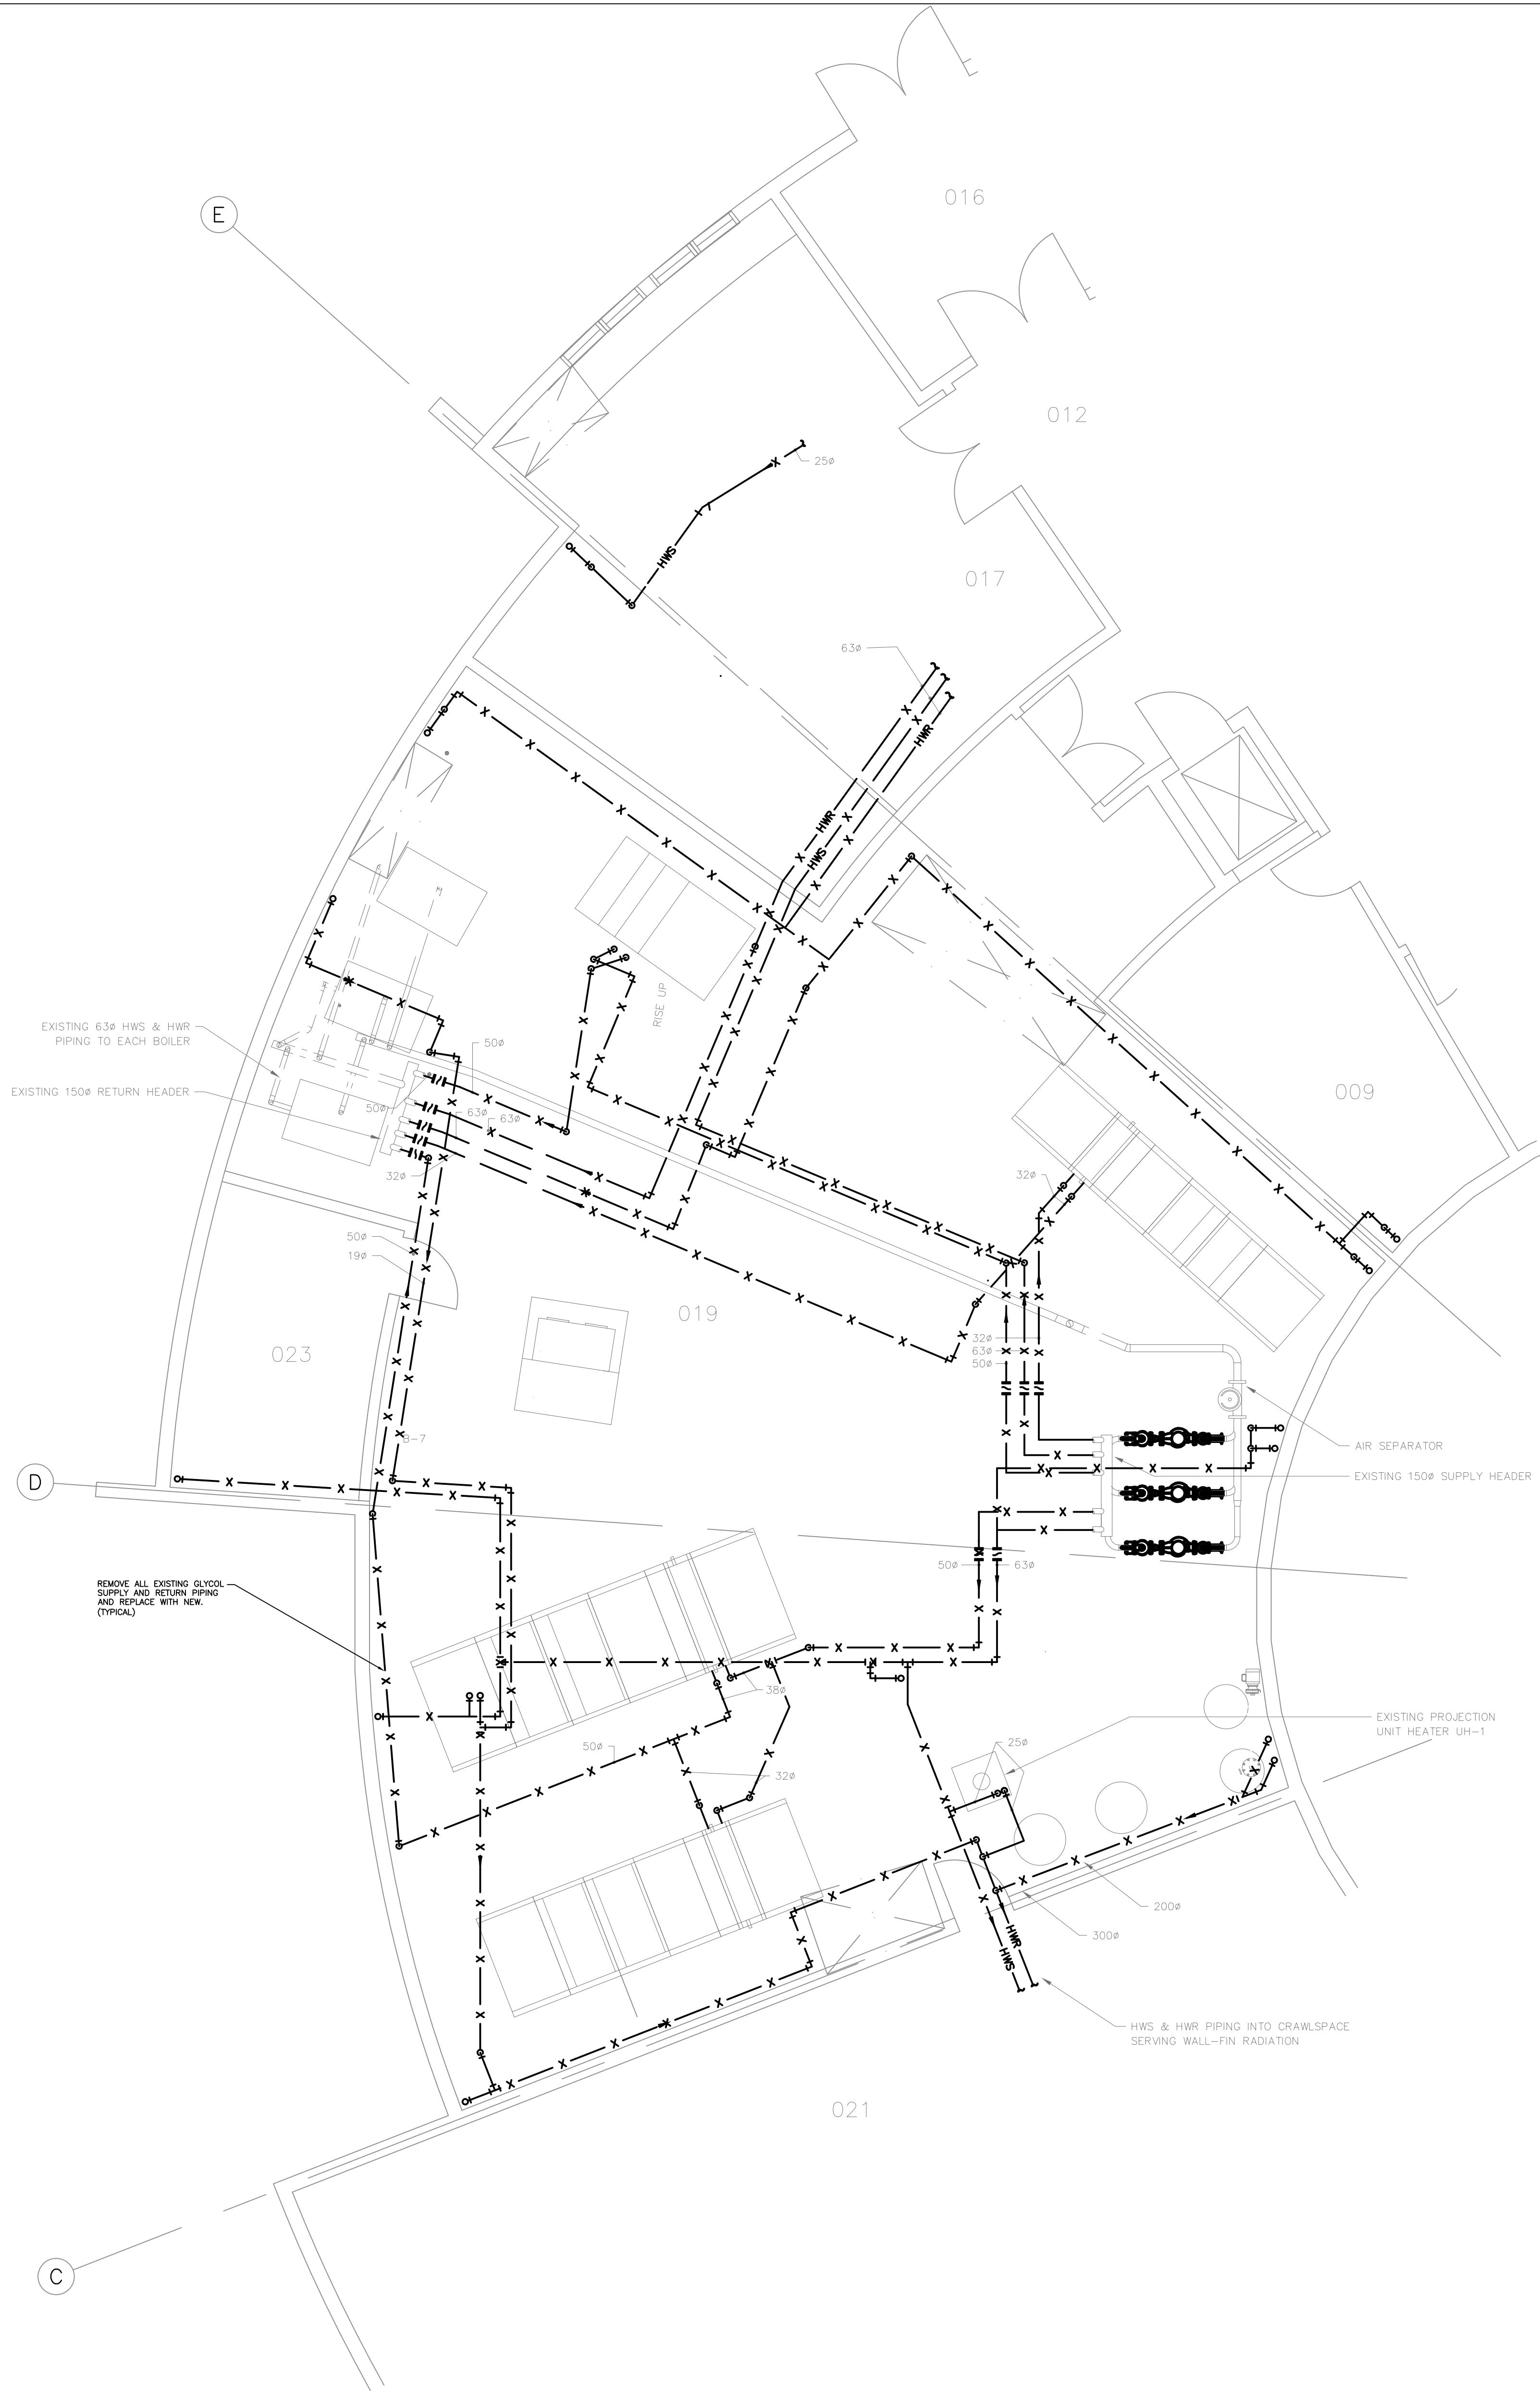 016
E
012
25ø
HWS
017
63ø
HWR
HWR
HWS
M
RISE UP
EXISTING 63ø HWS & HWR
PIPING TO EACH BOILER
50ø
EXISTING 150ø RETURN HEADER
009
50ø
63ø
63ø
32ø
32ø
50ø
19ø
019
023
32ø
63ø
50ø
B-7
AIR SEPARATOR
D
EXISTING 150ø SUPPLY HEADER
50ø
63ø
REMOVE ALL EXISTING GLYCOL
SUPPLY AND RETURN PIPING
AND REPLACE WITH NEW.
(TYPICAL)
38ø
EXISTING PROJECTION
UNIT HEATER UH-1
50ø
25ø
32ø
200ø
300ø
HWR
HWS
HWS & HWR PIPING INTO CRAWLSPACE
SERVING WALL-FIN RADIATION
021
C